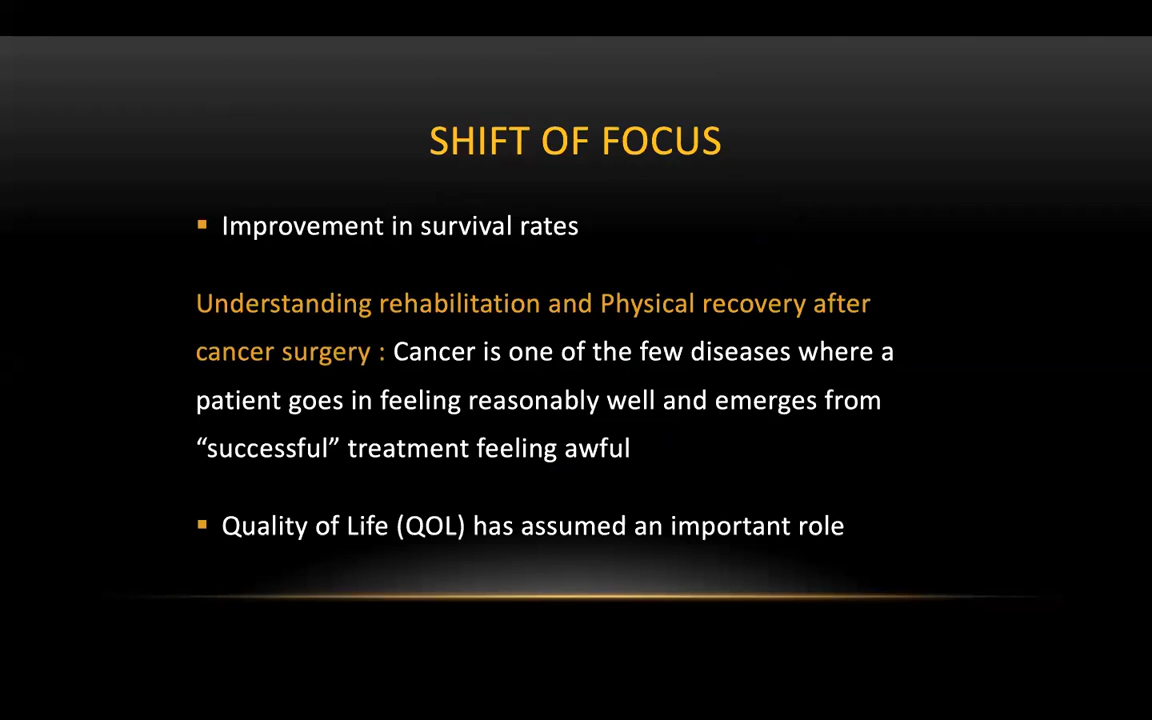 SHIFT OF FOCUS
▪ Improvement in survival rates
Understanding rehabilitation and Physical recovery after
cancer surgery : Cancer is one of the few diseases where a
patient goes in feeling reasonably well and emerges from
“successful” treatment feeling awful
▪ Quality of Life (QOL) has assumed an important role